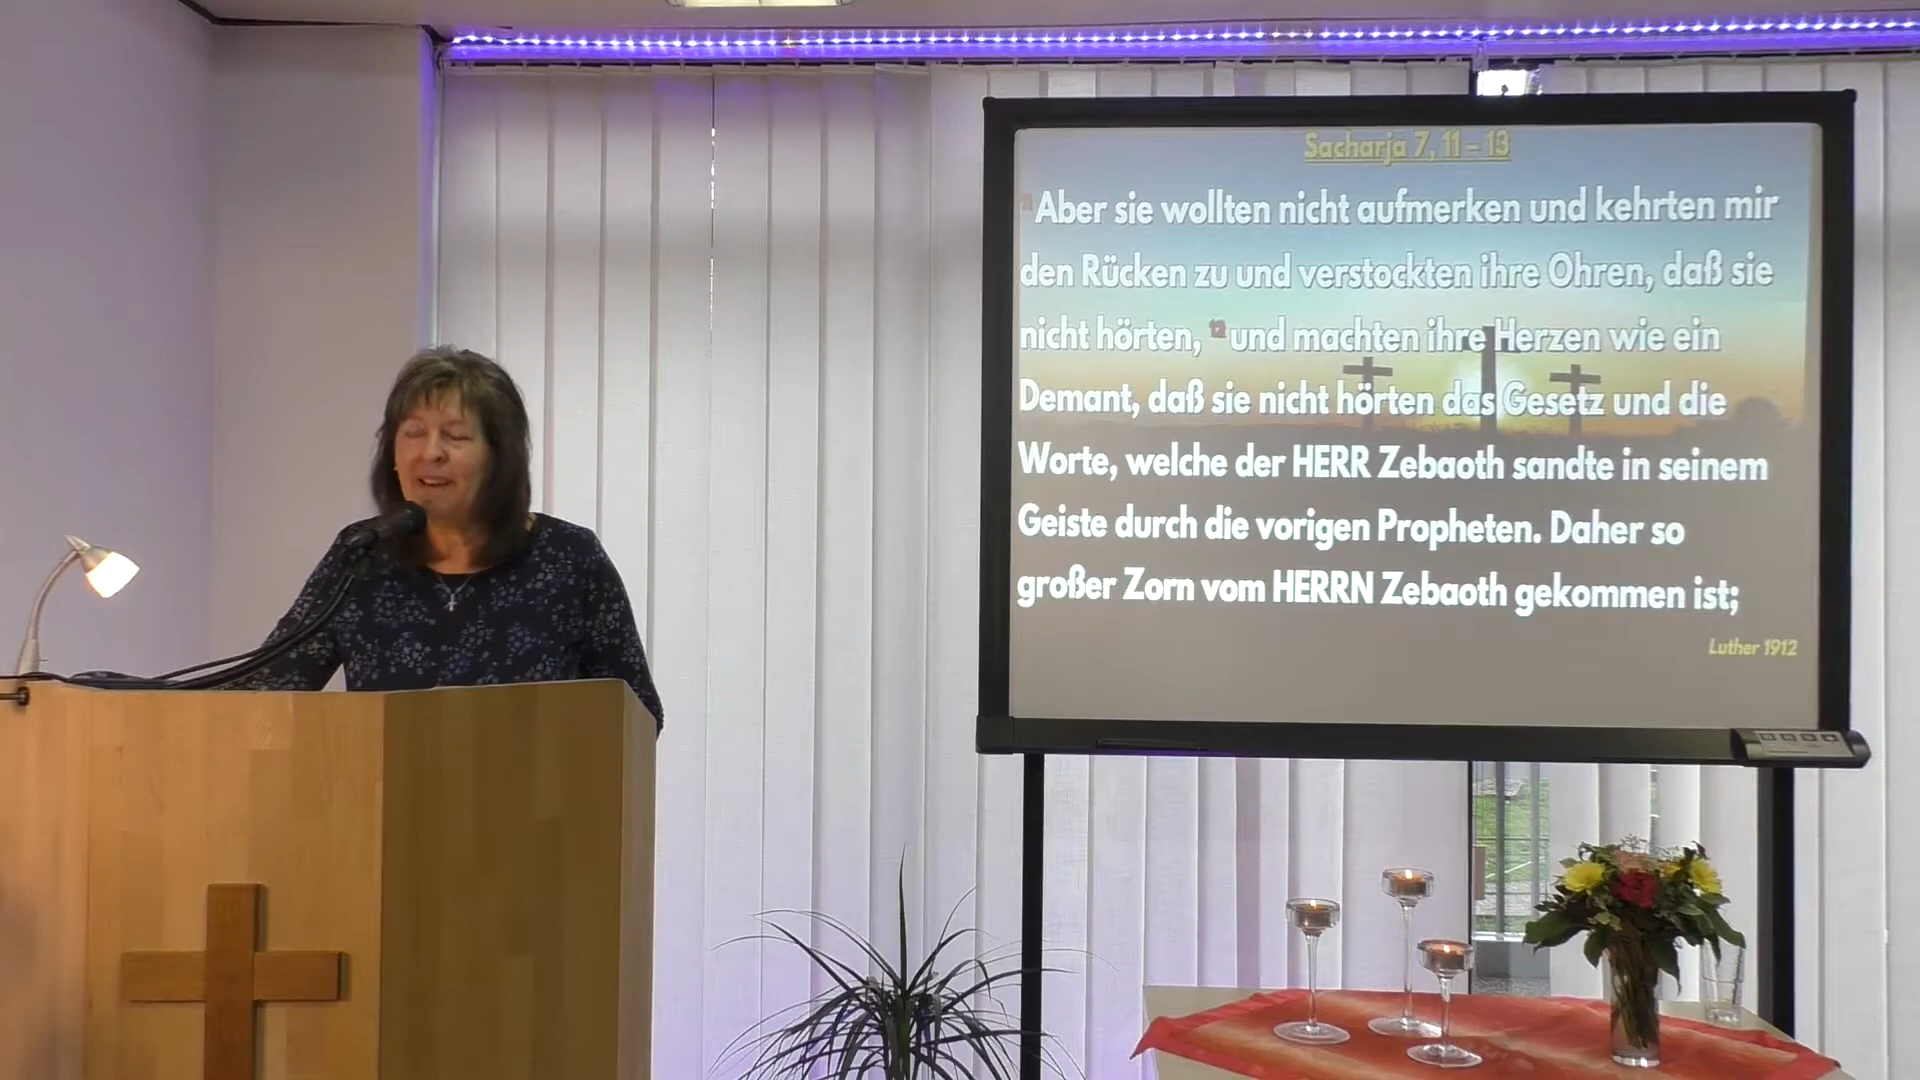 Sacharja 7, 11 – 13
11 Aber sie wollten nicht aufmerken und kehrten mir
den Rücken zu und verstockten ihre Ohren, daß sie
nicht hörten, 12 und machten ihre Herzen wie ein
Demant, daß sie nicht hörten das Gesetz und die
Worte, welche der HERR Zebaoth sandte in seinem
Geiste durch die vorigen Propheten. Daher so
großer Zorn vom HERRN Zebaoth gekommen ist;
Luther 1912